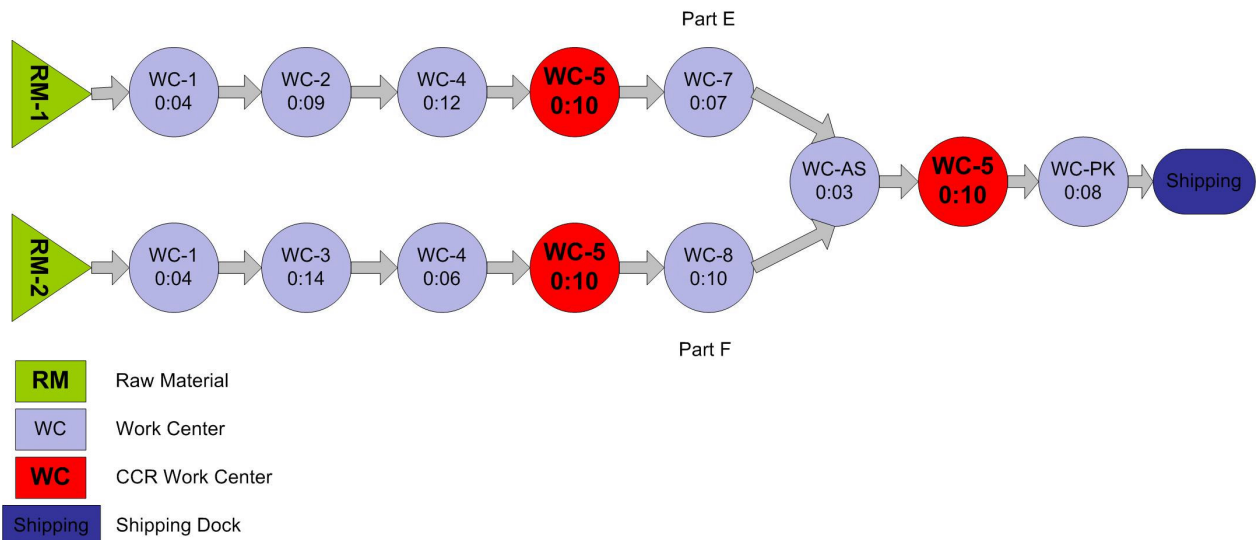 Part E
RM-1
WC-1
0:04
WC-2
0:09
WC-4
0:12
WC-5
0:10
WC-7
0:07
WC-AS
0:03
WC-5
0:10
WC-PK
0:08
Shipping
RM-2
WC-1
0:04
WC-3
0:14
WC-4
0:06
WC-5
0:10
WC-8
0:10
Part F
RM Raw Material
WC Work Center
WC CCR Work Center
Shipping Shipping Dock